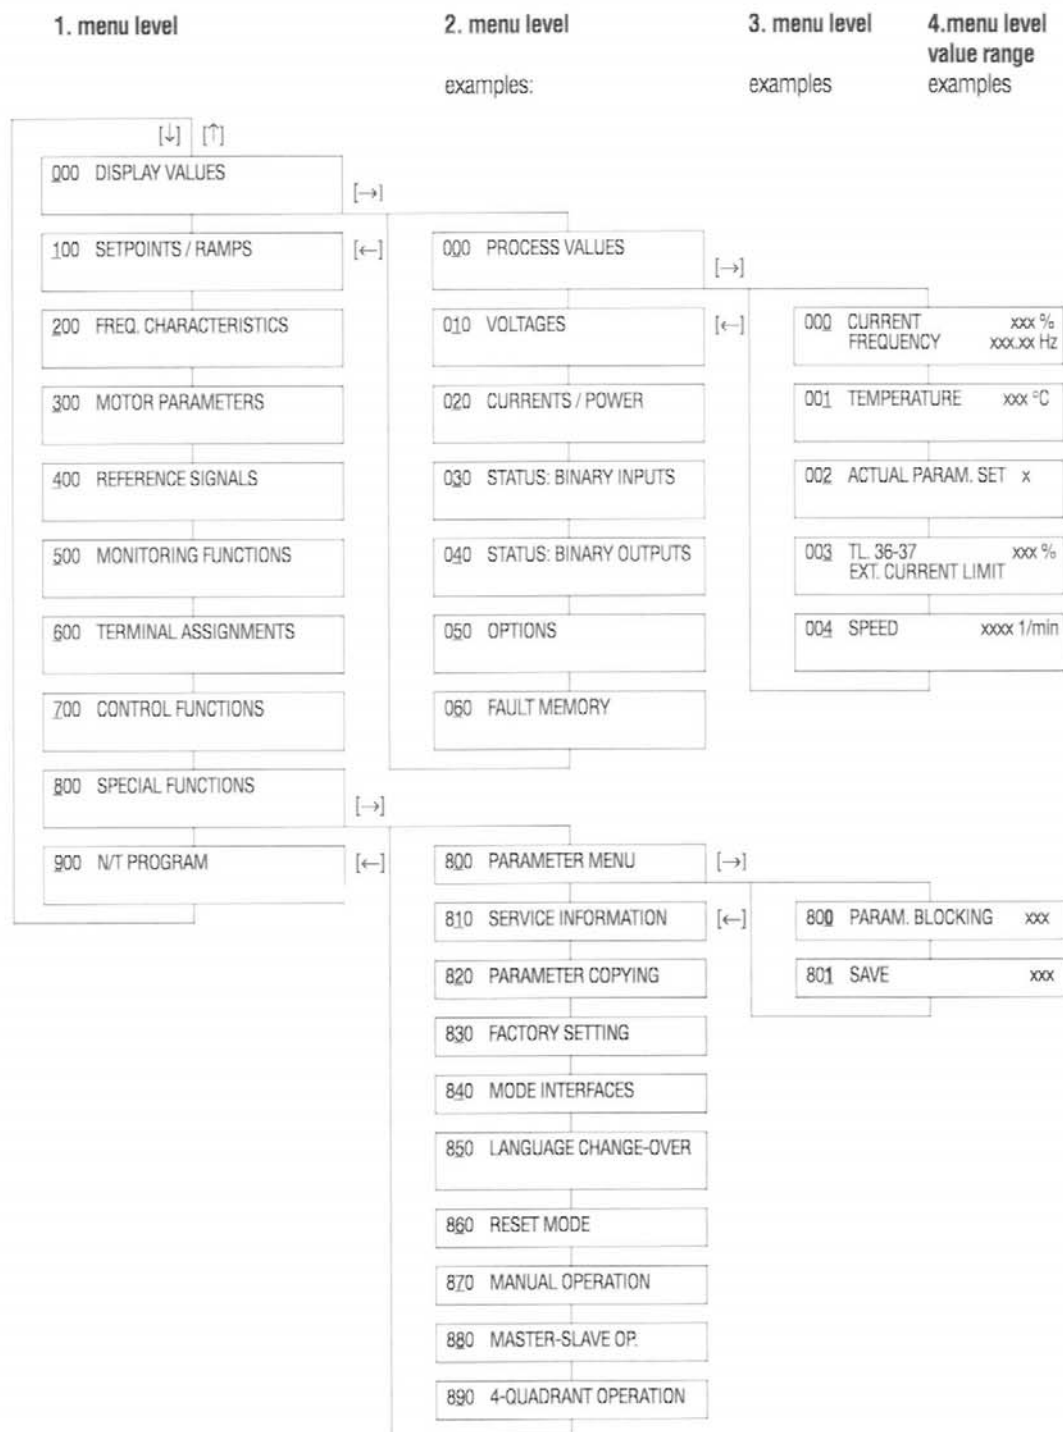 1. menu level
2. menu level
3. menu level
4.menu level
value range
examples:
examples
examples
[↓] [↑]
000 DISPLAY VALUES
[→]
100 SETPOINTS / RAMPS
[←]
200 FREQ. CHARACTERISTICS
300 MOTOR PARAMETERS
400 REFERENCE SIGNALS
500 MONITORING FUNCTIONS
600 TERMINAL ASSIGNMENTS
700 CONTROL FUNCTIONS
800 SPECIAL FUNCTIONS
[→]
900 N/T PROGRAM
[←]
000 PROCESS VALUES
[→]
010 VOLTAGES
[←]
020 CURRENTS / POWER
030 STATUS: BINARY INPUTS
040 STATUS: BINARY OUTPUTS
050 OPTIONS
060 FAULT MEMORY
000 CURRENT xxx %
FREQUENCY xxx.xx Hz
001 TEMPERATURE xxx °C
002 ACTUAL PARAM. SET x
003 TL. 36-37 xxx %
EXT. CURRENT LIMIT
004 SPEED xxxx 1/min
800 PARAMETER MENU
[→]
810 SERVICE INFORMATION
[←]
820 PARAMETER COPYING
830 FACTORY SETTING
840 MODE INTERFACES
850 LANGUAGE CHANGE-OVER
860 RESET MODE
870 MANUAL OPERATION
880 MASTER-SLAVE OP.
890 4-QUADRANT OPERATION
800 PARAM. BLOCKING xxx
801 SAVE xxx